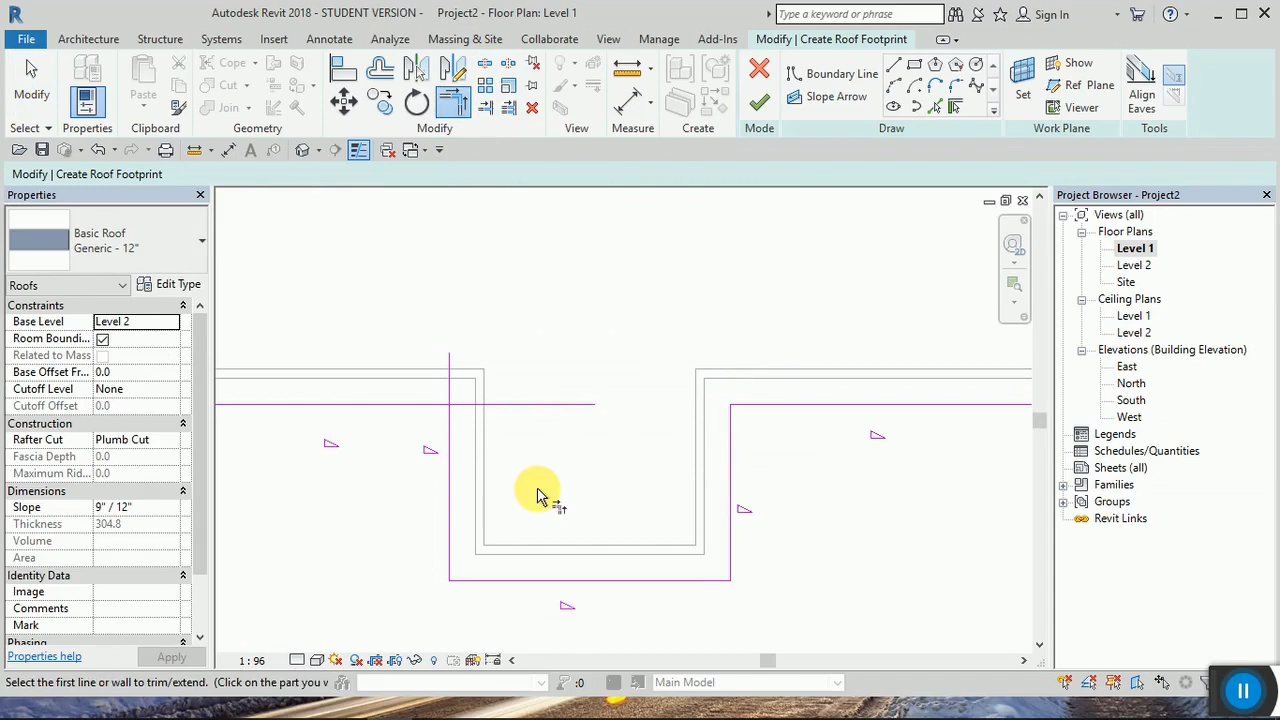 Autodesk Revit 2018 - STUDENT VERSION - Project2 - Floor Plan: Level 1
Type a keyword or phrase
Sign In
File Architecture Structure Systems Insert Annotate Analyze Massing & Site Collaborate View Manage Add-Ins Modify | Create Roof Footprint
Modify
Paste
Cope
Cut
Join
Boundary Line
Slope Arrow
Set
Show
Ref Plane
Viewer
Align
Eaves
Select Properties Clipboard Geometry Modify View Measure Create Mode Draw Work Plane Tools
Modify | Create Roof Footprint
Properties
Basic Roof
Generic - 12"
Roofs
Edit Type
Constraints
Base Level Level 2
Room Boundi...
Related to Mass
Base Offset Fr... 0.0
Cutoff Level None
Cutoff Offset 0.0
Construction
Rafter Cut Plumb Cut
Fascia Depth 0.0
Maximum Rid... 0.0
Dimensions
Slope 9" / 12"
Thickness 304.8
Volume
Area
Identity Data
Image
Comments
Mark
Phasing
Properties help
Apply
2D
Project Browser - Project2
Views (all)
Floor Plans
Level 1
Level 2
Site
Ceiling Plans
Level 1
Level 2
Elevations (Building Elevation)
East
North
South
West
Legends
Schedules/Quantities
Sheets (all)
Families
Groups
Revit Links
1 : 96
Select the first line or wall to trim/extend. (Click on the part you v
:0
Main Model